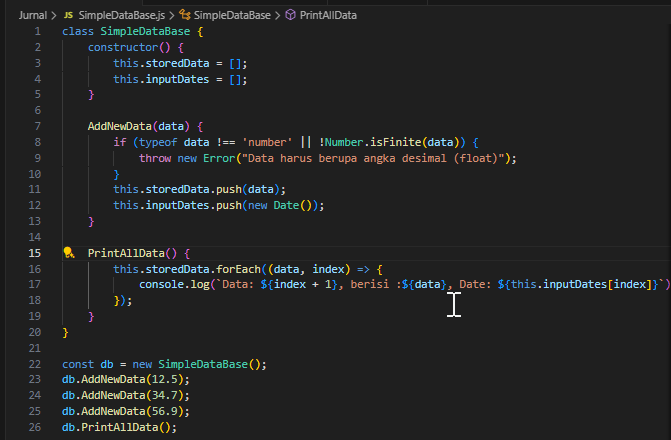 Jurnal > JS SimpleDataBase.js > SimpleDataBase > PrintAllData
1 class SimpleDataBase {
2     constructor() {
3         this.storedData = [];
4         this.inputDates = [];
5     }
6
7     AddNewData(data) {
8         if (typeof data !== 'number' || !Number.isFinite(data)) {
9             throw new Error("Data harus berupa angka desimal (float)");
10         }
11         this.storedData.push(data);
12         this.inputDates.push(new Date());
13     }
14
15     PrintAllData() {
16         this.storedData.forEach((data, index) => {
17             console.log(`Data: ${index + 1}, berisi :${data}, Date: ${this.inputDates[index]}`)
18         });
19     }
20 }
21
22 const db = new SimpleDataBase();
23 db.AddNewData(12.5);
24 db.AddNewData(34.7);
25 db.AddNewData(56.9);
26 db.PrintAllData();